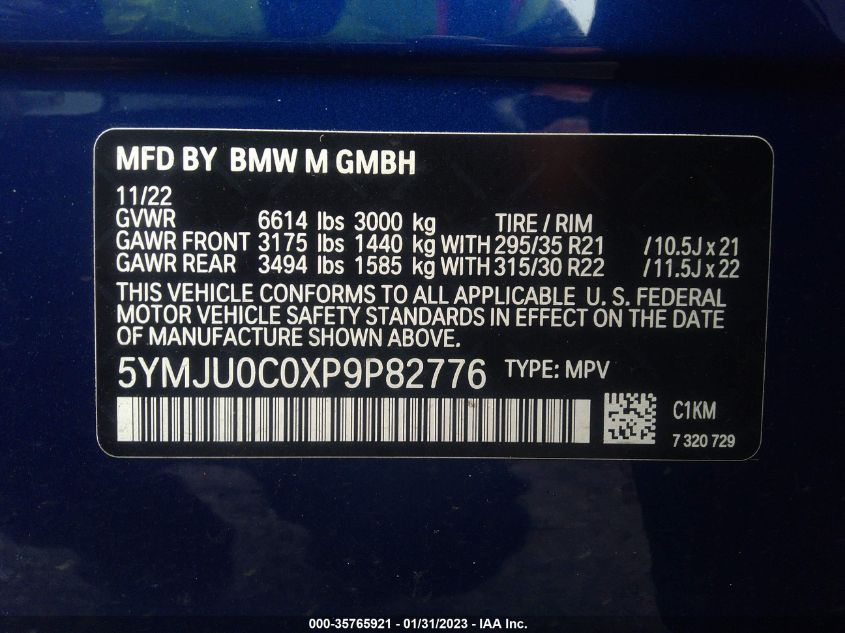 MFD BY BMW M GMBH
11/22
GVWR 6614 lbs 3000 kg TIRE / RIM
GAWR FRONT 3175 lbs 1440 kg WITH 295/35 R21 / 10.5J x 21
GAWR REAR 3494 lbs 1585 kg WITH 315/30 R22 / 11.5J x 22
THIS VEHICLE CONFORMS TO ALL APPLICABLE U. S. FEDERAL
MOTOR VEHICLE SAFETY STANDARDS IN EFFECT ON THE DATE
OF MANUFACTURE SHOWN ABOVE.
5YMJU0C0XP9P82776 TYPE: MPV
C1KM
7 320 729
000-35765921 - 01/31/2023 - IAA Inc.